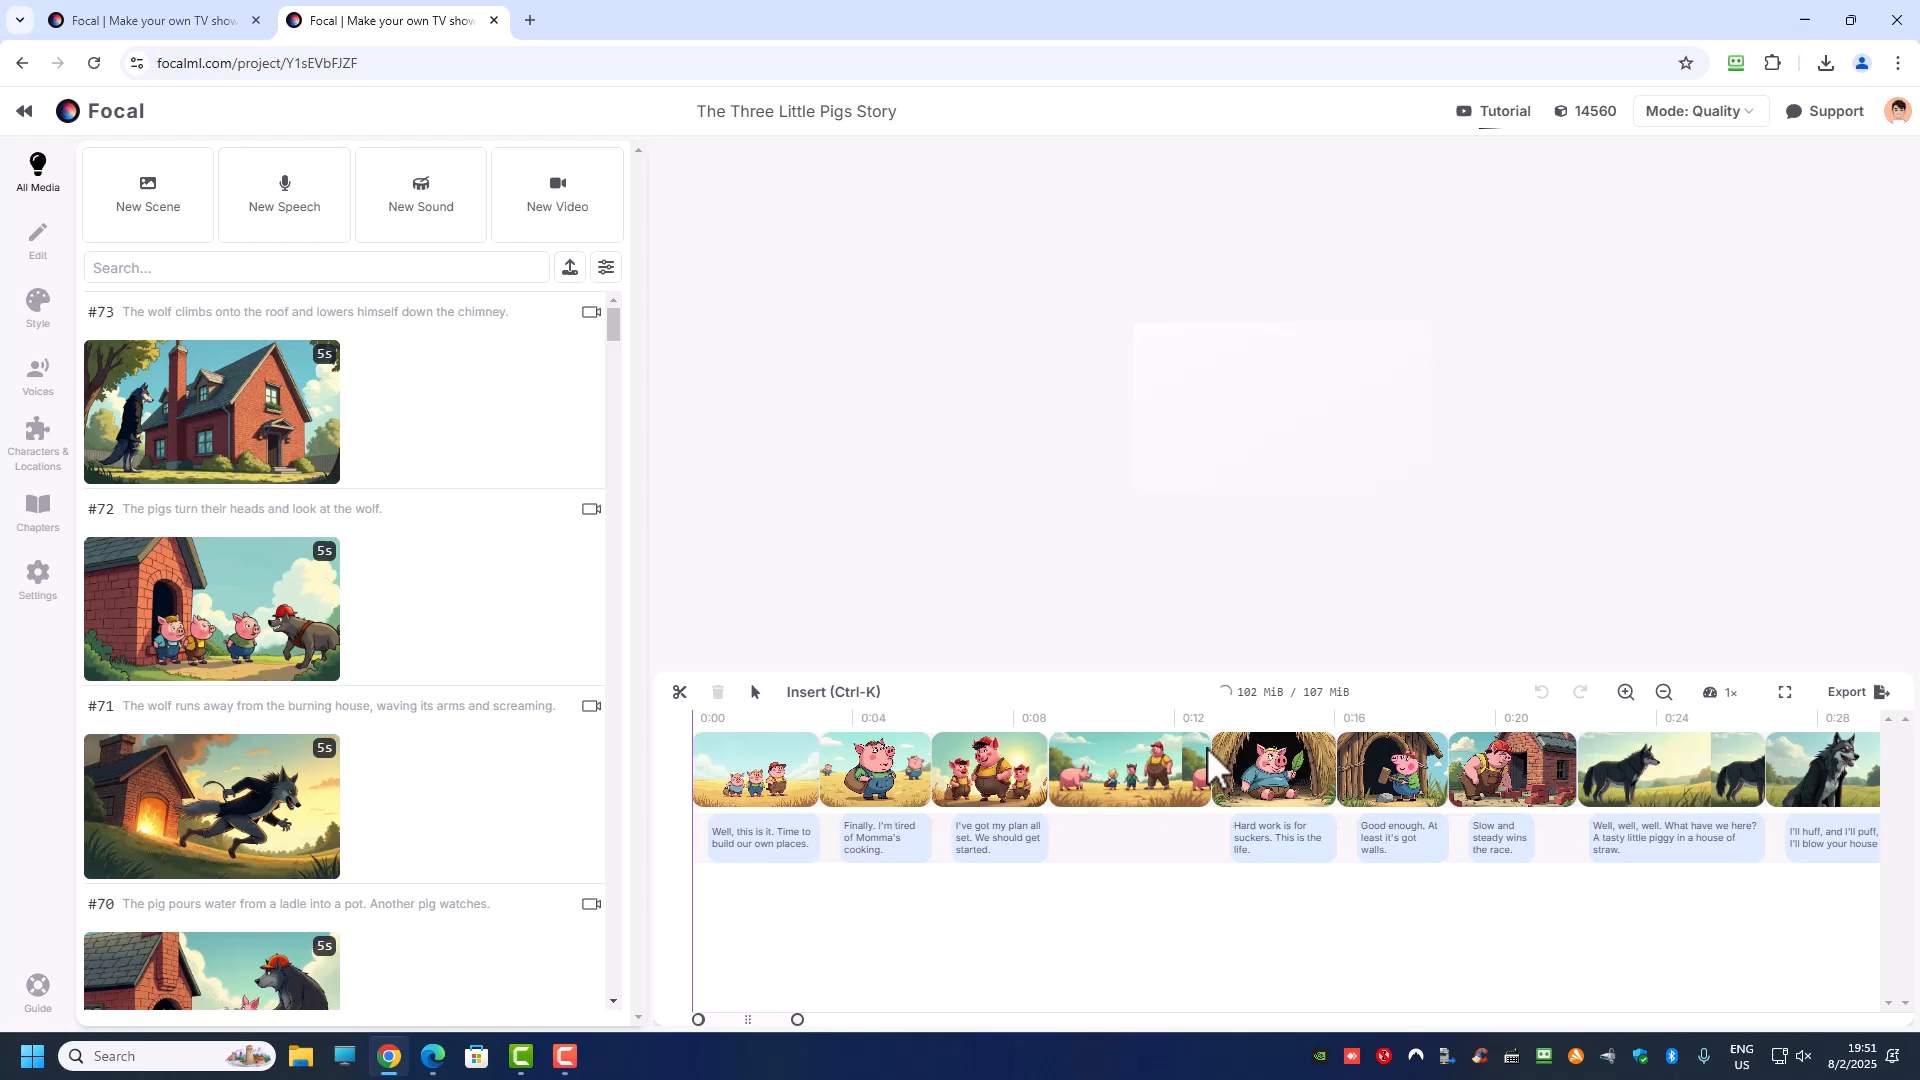 Focal | Make your own TV show
Focal | Make your own TV show
focalml.com/project/Y1sEVbFJZF
Focal
The Three Little Pigs Story
Tutorial
14560
Mode: Quality
Support
All Media
Edit
Style
Voices
Characters &
Locations
Chapters
Settings
Guide
New Scene
New Speech
New Sound
New Video
Search...
#73 The wolf climbs onto the roof and lowers himself down the chimney.
5s
#72 The pigs turn their heads and look at the wolf.
5s
#71 The wolf runs away from the burning house, waving its arms and screaming.
5s
#70 The pig pours water from a ladle into a pot. Another pig watches.
5s
Insert (Ctrl-K)
102 MiB / 107 MiB
1x
Export
0:00
0:04
0:08
0:12
0:16
0:20
0:24
0:28
Well, this is it. Time to
build our own places.
Finally. I'm tired
of Momma's
cooking.
I've got my plan all
set. We should get
started.
Hard work is for
suckers. This is the
life.
Good enough. At
least it's got
walls.
Slow and
steady wins
the race.
Well, well, well. What have we here?
A tasty little piggy in a house of
straw.
I'll huff, and I'll puff,
I'll blow your house
Search
ENG
US
19:51
8/2/2025